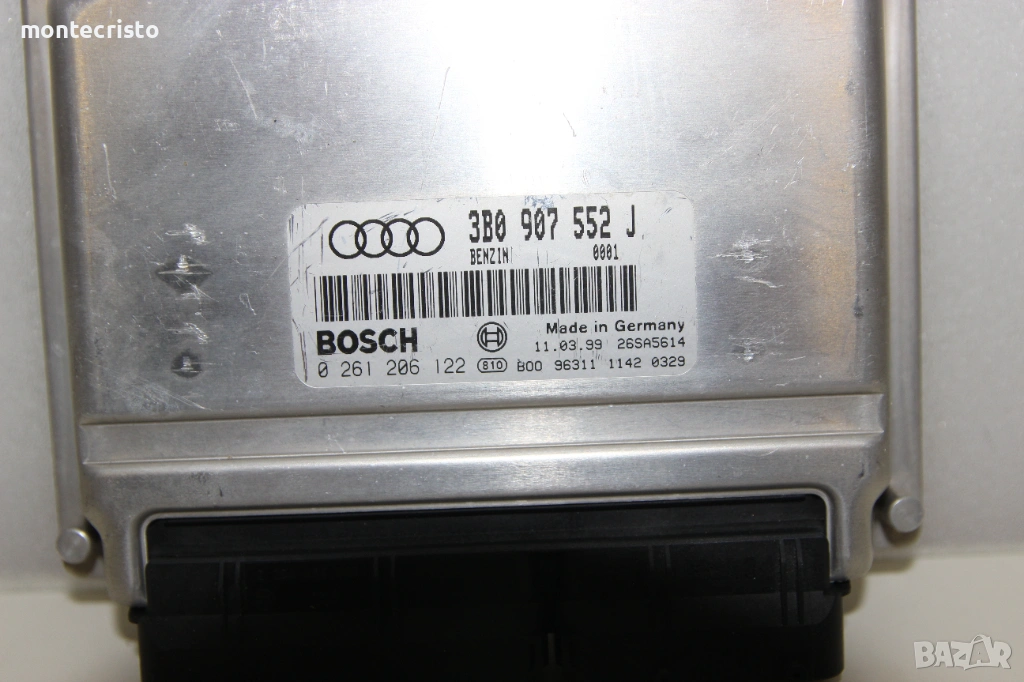 montecristo
3B0 907 552 J
BENZIN 0001
BOSCH
Made in Germany
11.03.99 26SA5614
0 261 206 122 810 B00 96311 1142 0329
BAZAR